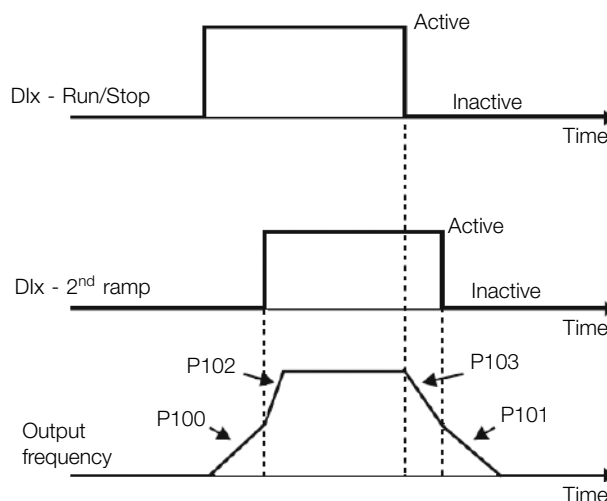 Active
DIx - Run/Stop
Inactive
Time
Active
DIx - 2nd ramp
Inactive
Time
P102
P103
P100
P101
Output
frequency
Time